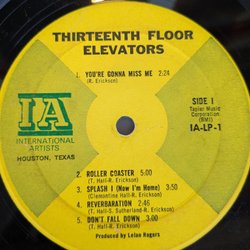 THIRTEENTH FLOOR
ELEVATORS
1. YOU'RE GONNA MISS ME 2:24
(R. Erickson)
IA
INTERNATIONAL
ARTISTS
HOUSTON, TEXAS
SIDE 1
Tapier Music
Corporation
(BMI)
IA-LP-1
2. ROLLER COASTER 5:00
(T. Hall-R. Erickson)
3. SPLASH I (Now I'm Home) 3:50
(Clementine Hall-R. Erickson)
4. REVERBARATION 2:46
(T. Hall-S. Sutherland-R. Erickson)
5. DON'T FALL DOWN 3:00
(T. Hall-R. Erickson)
Produced by Lelan Rogers